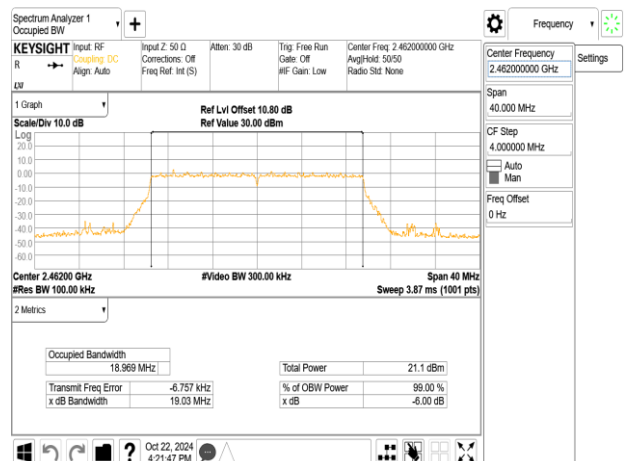 Spectrum Analyzer 1
Occupied BW
KEYSIGHT
R
LXI
Input: RF
Coupling: DC
Align: Auto
Input Z: 50 Ω
Corrections: Off
Freq Ref: Int (S)
Atten: 30 dB
Trig: Free Run
Gate: Off
#IF Gain: Low
Center Freq: 2.462000000 GHz
Avg|Hold: 50/50
Radio Std: None
1 Graph
Scale/Div 10.0 dB
Ref Lvl Offset 10.80 dB
Ref Value 30.00 dBm
Log
20.0
10.0
0.00
-10.0
-20.0
-30.0
-40.0
-50.0
-60.0
Center 2.46200 GHz
#Res BW 100.00 kHz
#Video BW 300.00 kHz
Span 40 MHz
Sweep 3.87 ms (1001 pts)
2 Metrics
Occupied Bandwidth
18.969 MHz
Transmit Freq Error -6.757 kHz
x dB Bandwidth 19.03 MHz
Total Power 21.1 dBm
% of OBW Power 99.00 %
x dB -6.00 dB
?
Oct 22, 2024
4:21:47 PM
Frequency
Center Frequency
2.462000000 GHz
Span
40.000 MHz
CF Step
4.000000 MHz
Auto
Man
Freq Offset
0 Hz
Settings